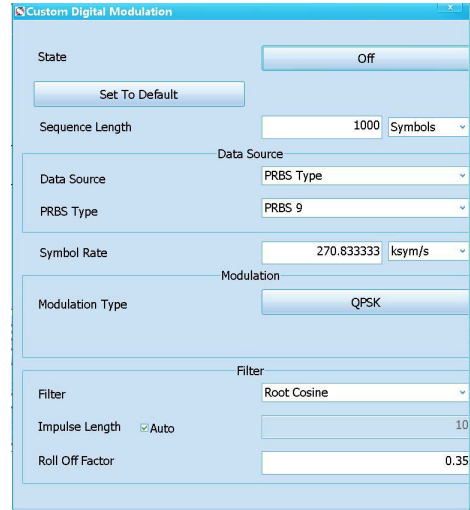 Custom Digital Modulation
State Off
Set To Default
Sequence Length 1000 Symbols
Data Source
Data Source PRBS Type
PRBS Type PRBS 9
Symbol Rate 270.833333 ksym/s
Modulation
Modulation Type QPSK
Filter
Filter Root Cosine
Impulse Length Auto 10
Roll Off Factor 0.35